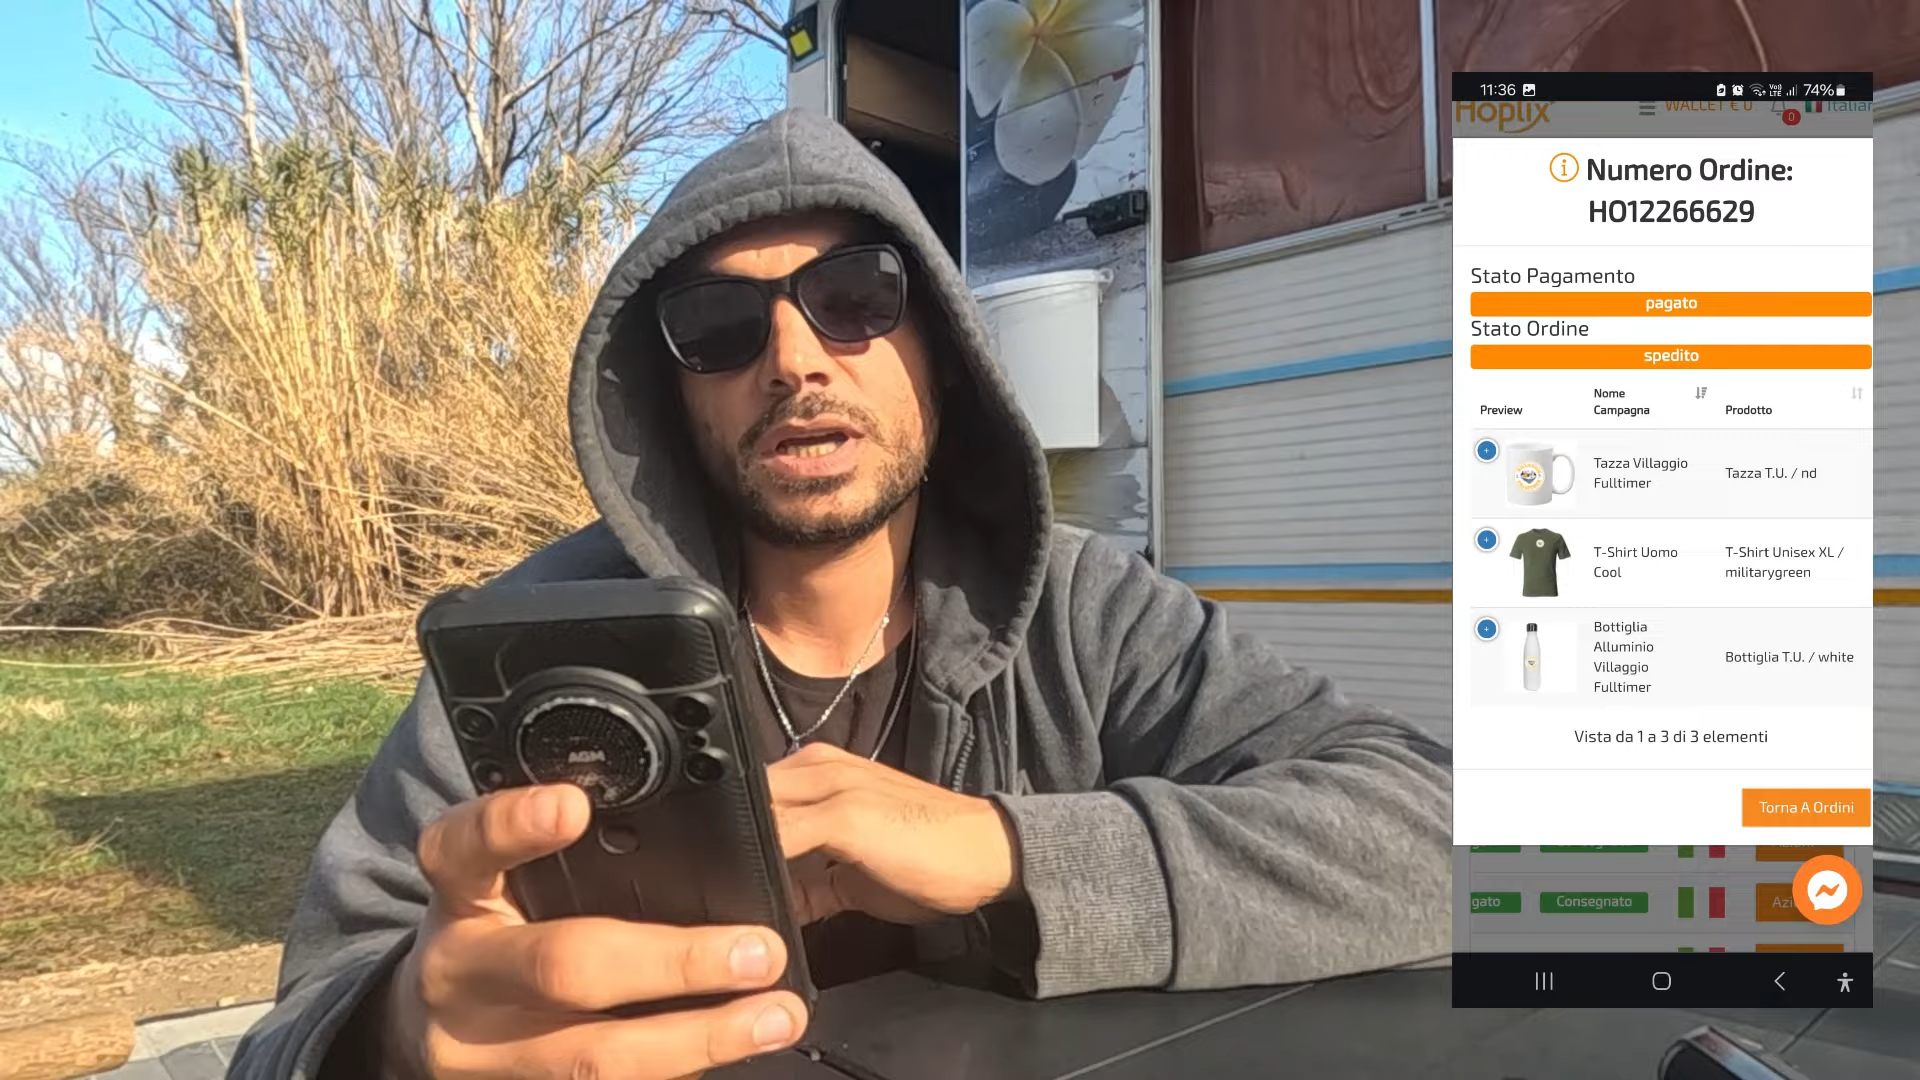 AGM
11:36
74%
Hoplix
WALLET € 0
Italian
0
Numero Ordine:
HO12266629
Stato Pagamento
pagato
Stato Ordine
spedito
Preview
Nome
Campagna
Prodotto
Tazza Villaggio
Fulltimer
Tazza T.U. / nd
T-Shirt Uomo
Cool
T-Shirt Unisex XL /
militarygreen
Bottiglia
Alluminio
Villaggio
Fulltimer
Bottiglia T.U. / white
Vista da 1 a 3 di 3 elementi
Torna A Ordini
gato
Consegnato
Azi